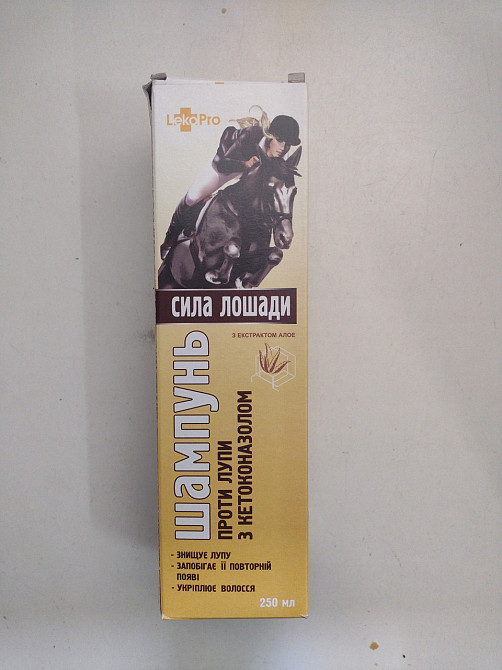 LekoPro
СИЛА ЛОШАДИ
З ЕКСТРАКТОМ АЛОЕ
ШАМПУНЬ
ПРОТИ ЛУПИ
З КЕТОКОНАЗОЛОМ
- ЗНИЩУЄ ЛУПУ
- ЗАПОБІГАЄ ЇЇ ПОВТОРНІЙ
ПОЯВІ
- УКРІПЛЮЄ ВОЛОССЯ
250 мл